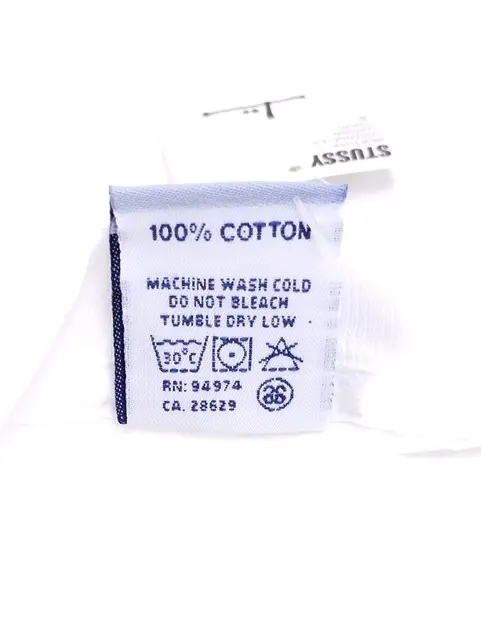 STUSSY
100% COTTON
MACHINE WASH COLD
DO NOT BLEACH
TUMBLE DRY LOW
30°C
RN: 94974
CA. 28629